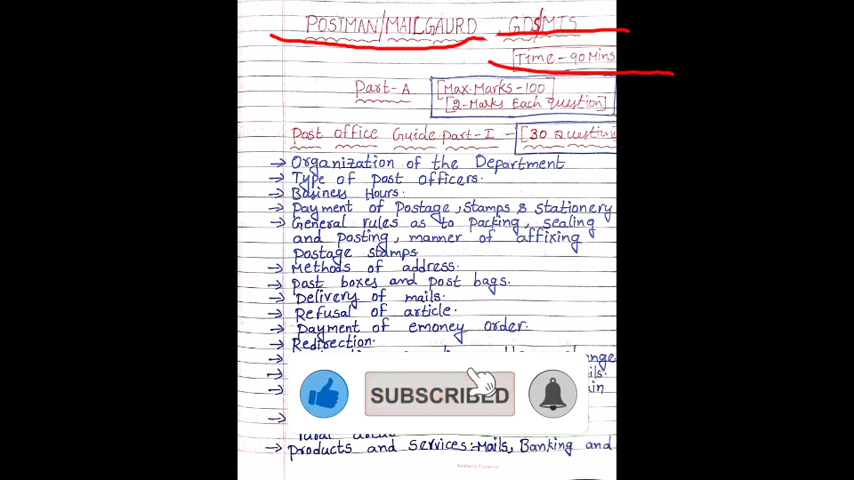 POSTMAN/MAILGAURD GDS/MTS
Time - 90 Mins
Part-A [Max.Marks-100
[2-Marks Each Question]
Post office Guide Part-I - [30 Question
→ Organization of the Department
→ Type of post officers.
→ Business Hours.
→ Payment of Postage, Stamps & Stationery
→ General rules as to packing, sealing
and posting, manner of affixing
postage stamps
→ Methods of address.
→ Post boxes and post bags.
→ Delivery of mails.
→ Refusal of article.
→ Payment of emoney order.
→ Redirection.
SUBSCRIBED
→ products and services:-Mails, Banking and